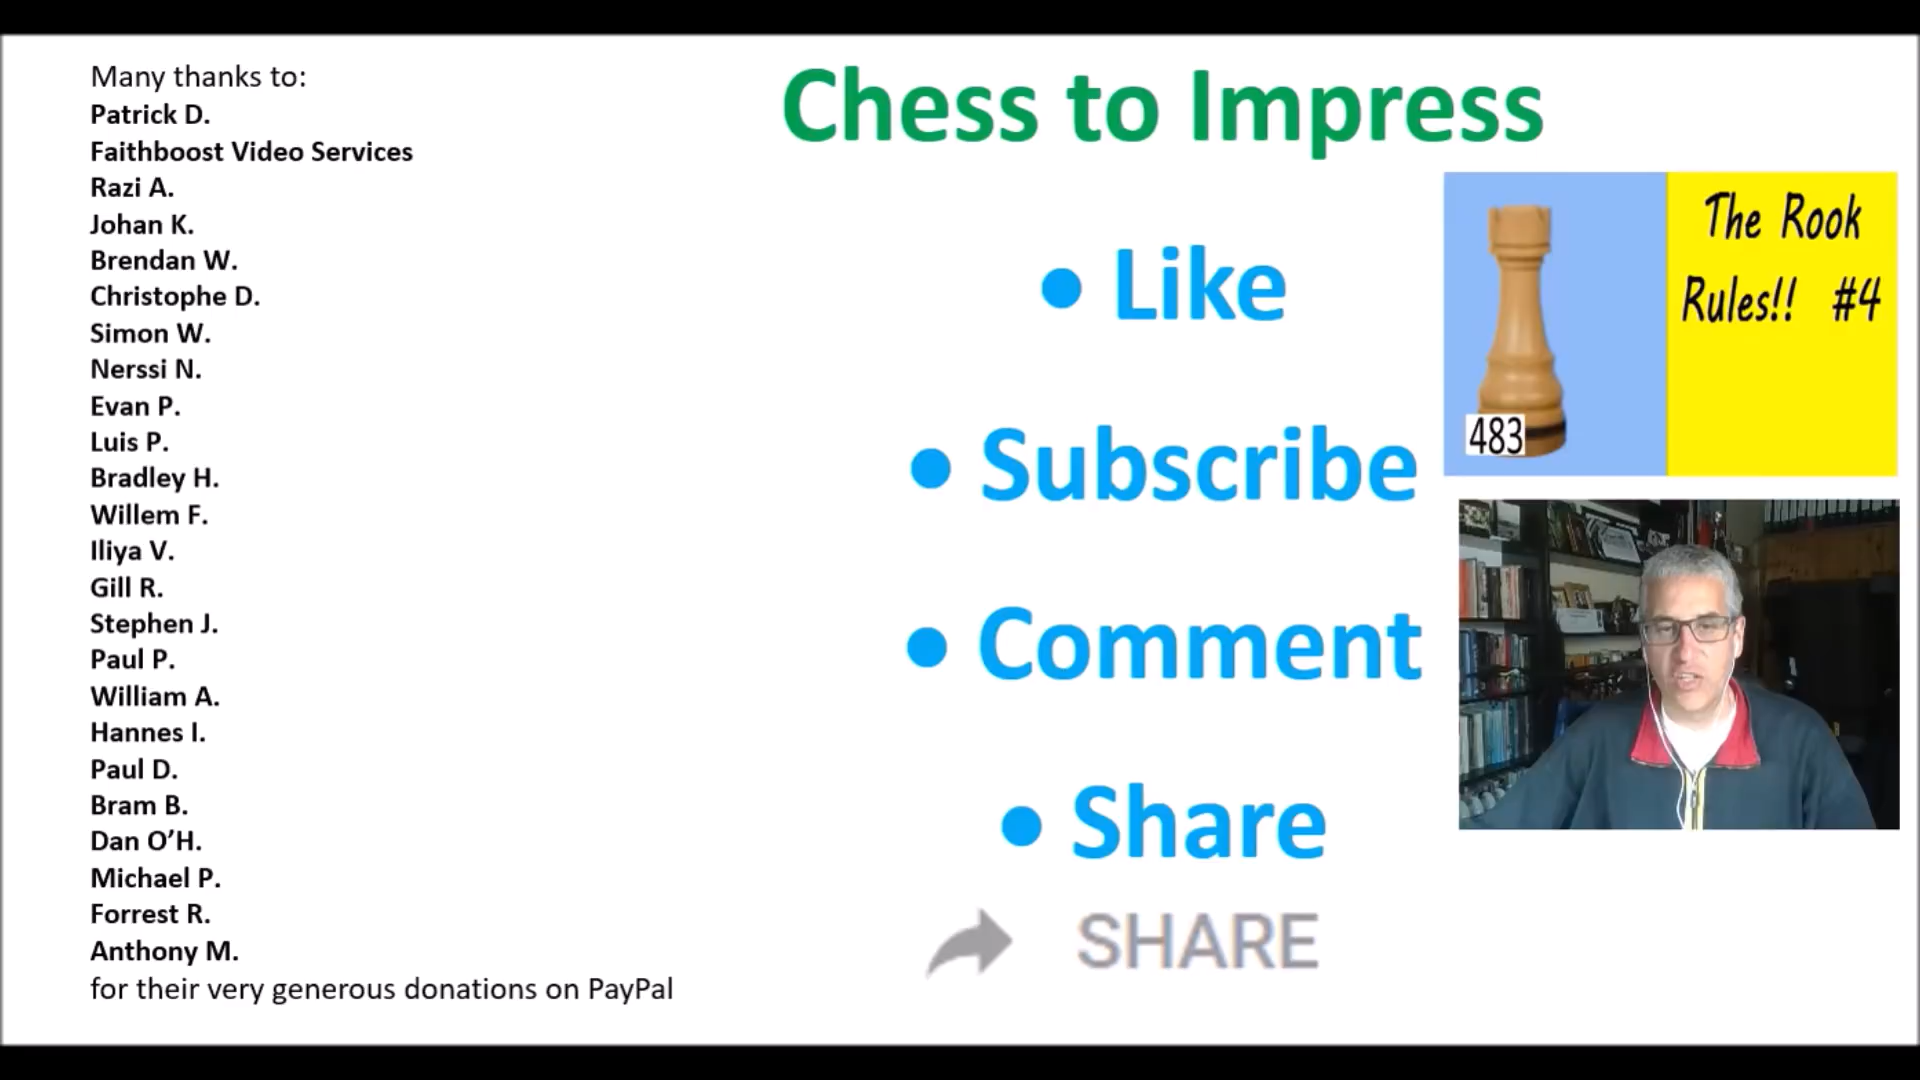 Many thanks to:
Patrick D.
Faithboost Video Services
Razi A.
Johan K.
Brendan W.
Christophe D.
Simon W.
Nerssi N.
Evan P.
Luis P.
Bradley H.
Willem F.
Iliya V.
Gill R.
Stephen J.
Paul P.
William A.
Hannes I.
Paul D.
Bram B.
Dan O’H.
Michael P.
Forrest R.
Anthony M.
for their very generous donations on PayPal
Chess to Impress
• Like
• Subscribe
• Comment
• Share
SHARE
The Rook
Rules!! #4
483